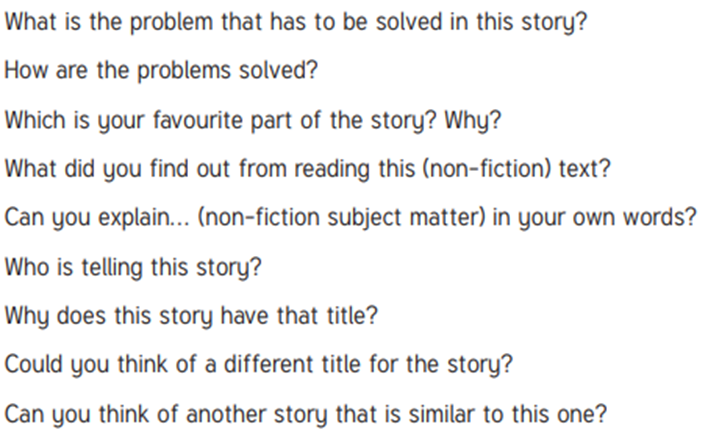 What is the problem that has to be solved in this story?
How are the problems solved?
Which is your favourite part of the story? Why?
What did you find out from reading this (non-fiction) text?
Can you explain... (non-fiction subject matter) in your own words?
Who is telling this story?
Why does this story have that title?
Could you think of a different title for the story?
Can you think of another story that is similar to this one?